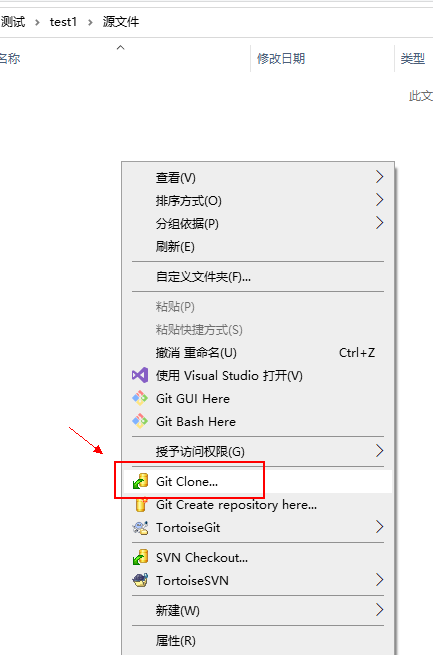 测试 > test1 > 源文件
名称 修改日期 类型
此文
查看(V)
排序方式(O)
分组依据(P)
刷新(E)
自定义文件夹(F)...
粘贴(P)
粘贴快捷方式(S)
撤消 重命名(U) Ctrl+Z
使用 Visual Studio 打开(V)
Git GUI Here
Git Bash Here
授予访问权限(G)
Git Clone...
Git Create repository here...
TortoiseGit
SVN Checkout...
TortoiseSVN
新建(W)
属性(R)